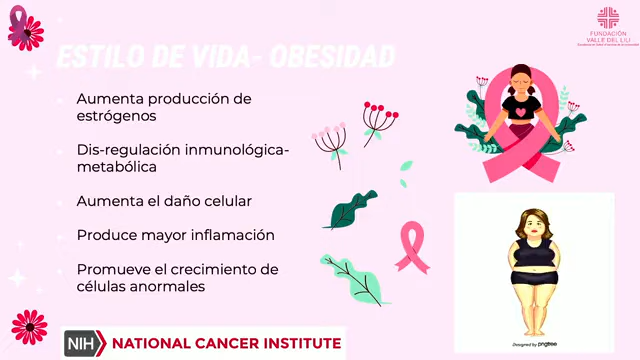 FUNDACIÓN
VALLE DEL LILI
ESTILO DE VIDA- OBESIDAD
Aumenta producción de
estrógenos
Dis-regulación inmunológica-
metabólica
Aumenta el daño celular
Produce mayor inflamación
Promueve el crecimiento de
células anormales
Designed by pngtree
NIH NATIONAL CANCER INSTITUTE